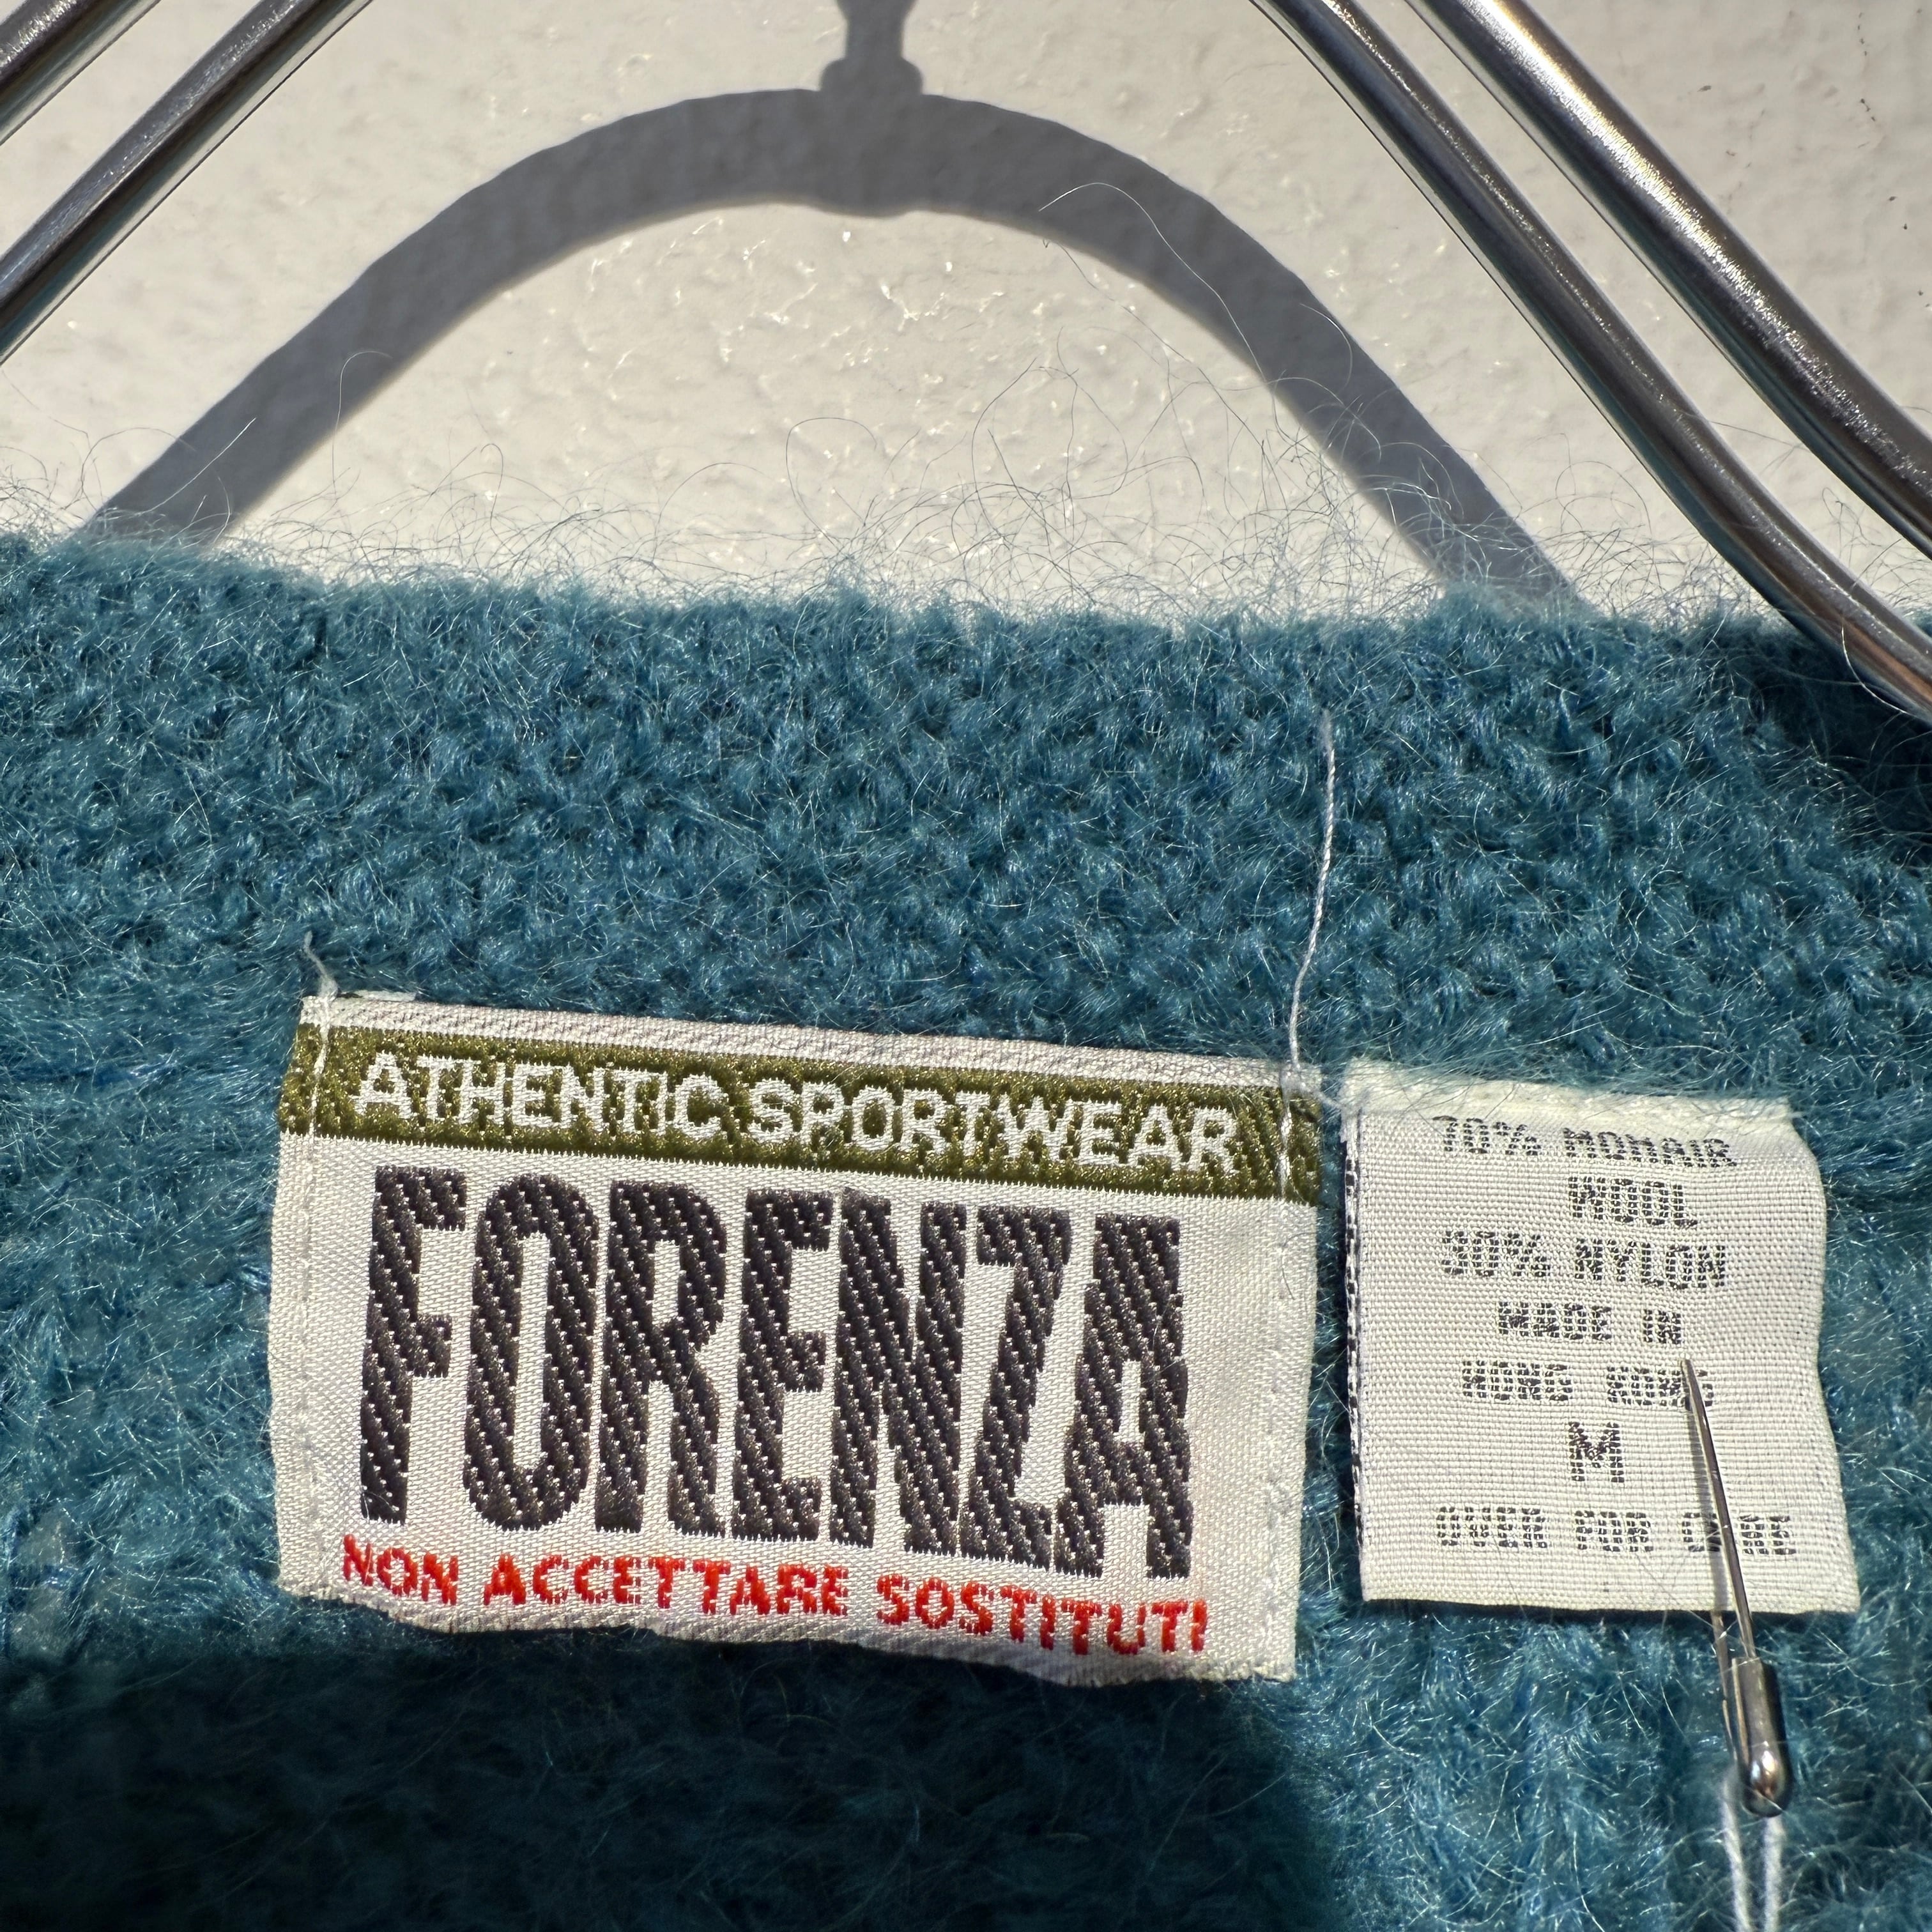 ATHENTIC SPORTWEAR
FORENZA
NON ACCETTARE SOSTITUTI
70% MOHAIR
WOOL
30% NYLON
MADE IN
HONG KONG
M
OVER FOR CARE